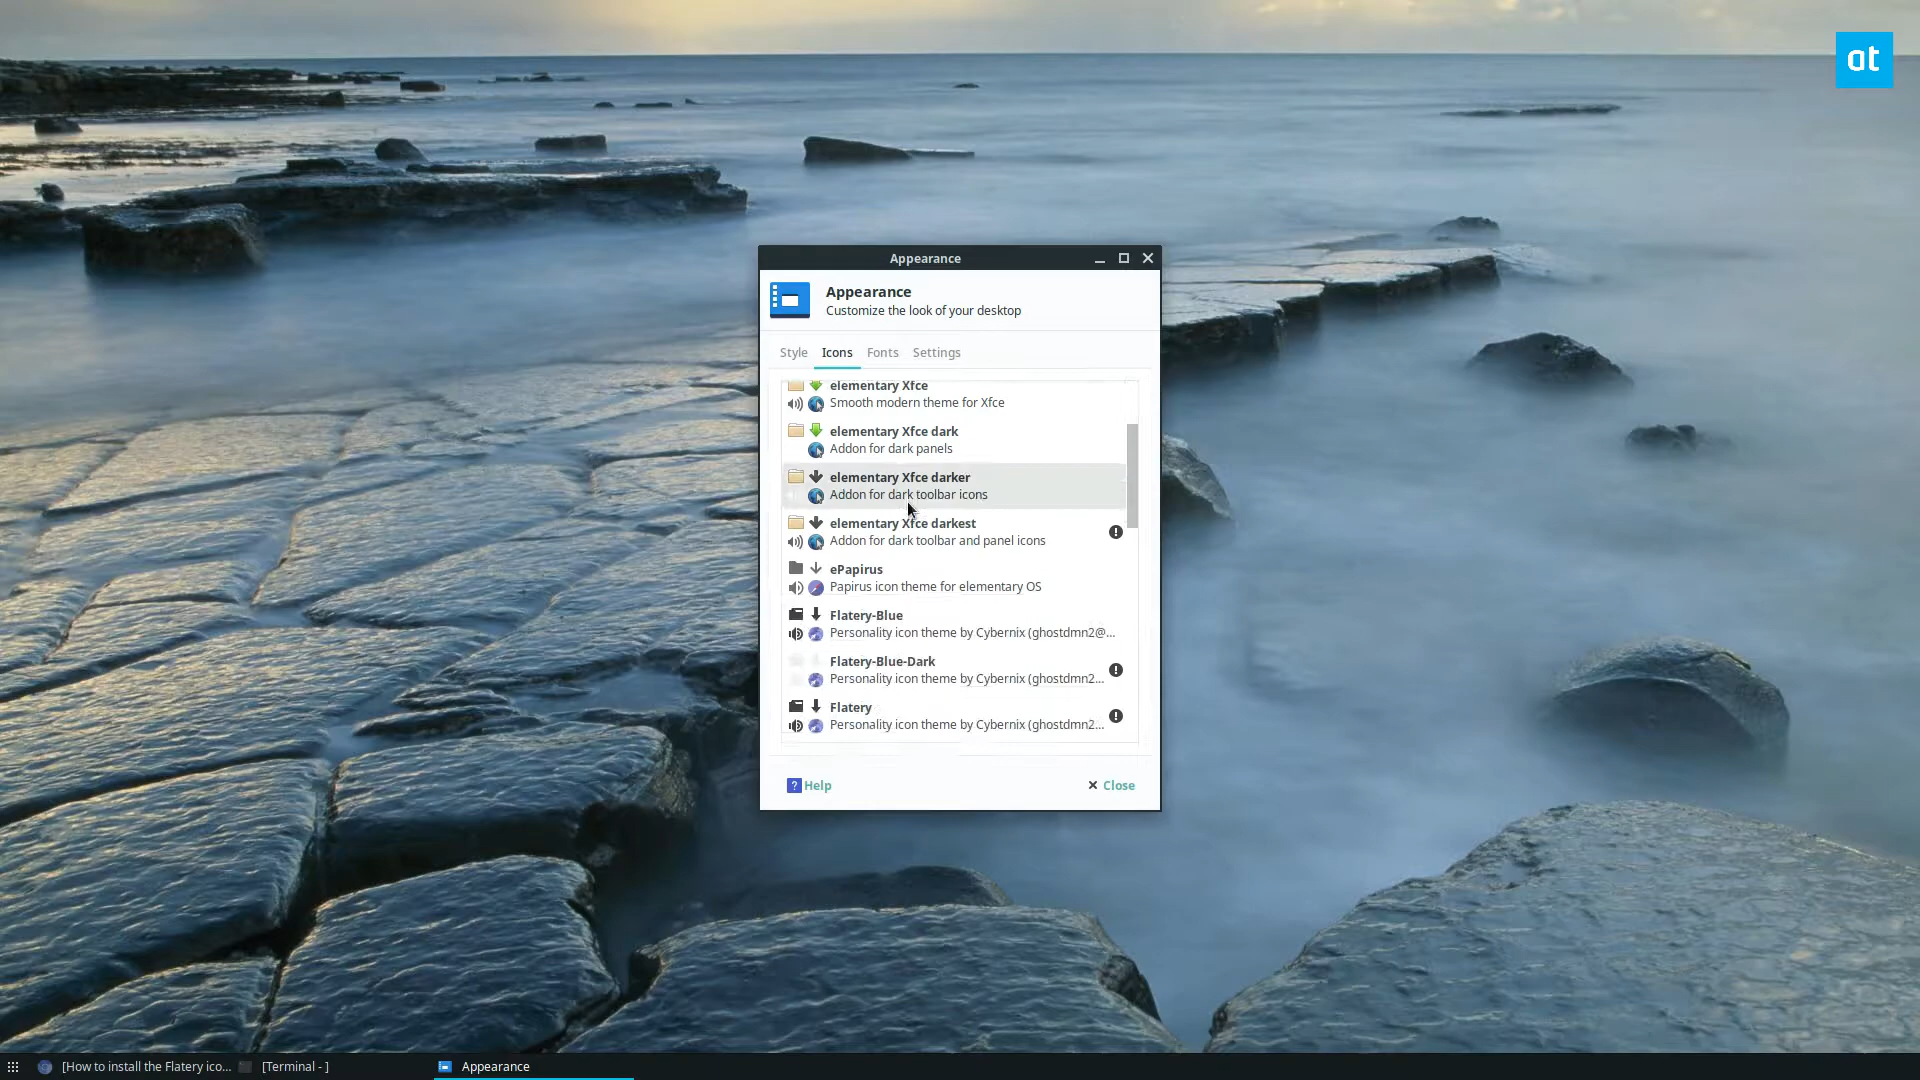 at
Appearance
Appearance
Customize the look of your desktop
Style Icons Fonts Settings
elementary Xfce
Smooth modern theme for Xfce
elementary Xfce dark
Addon for dark panels
elementary Xfce darker
Addon for dark toolbar icons
elementary Xfce darkest
Addon for dark toolbar and panel icons
ePapirus
Papirus icon theme for elementary OS
Flatery-Blue
Personality icon theme by Cybernix (ghostdmn2@...
Flatery-Blue-Dark
Personality icon theme by Cybernix (ghostdmn2...
Flatery
Personality icon theme by Cybernix (ghostdmn2...
? Help
Close
[How to install the Flatery ico... [Terminal - ] Appearance